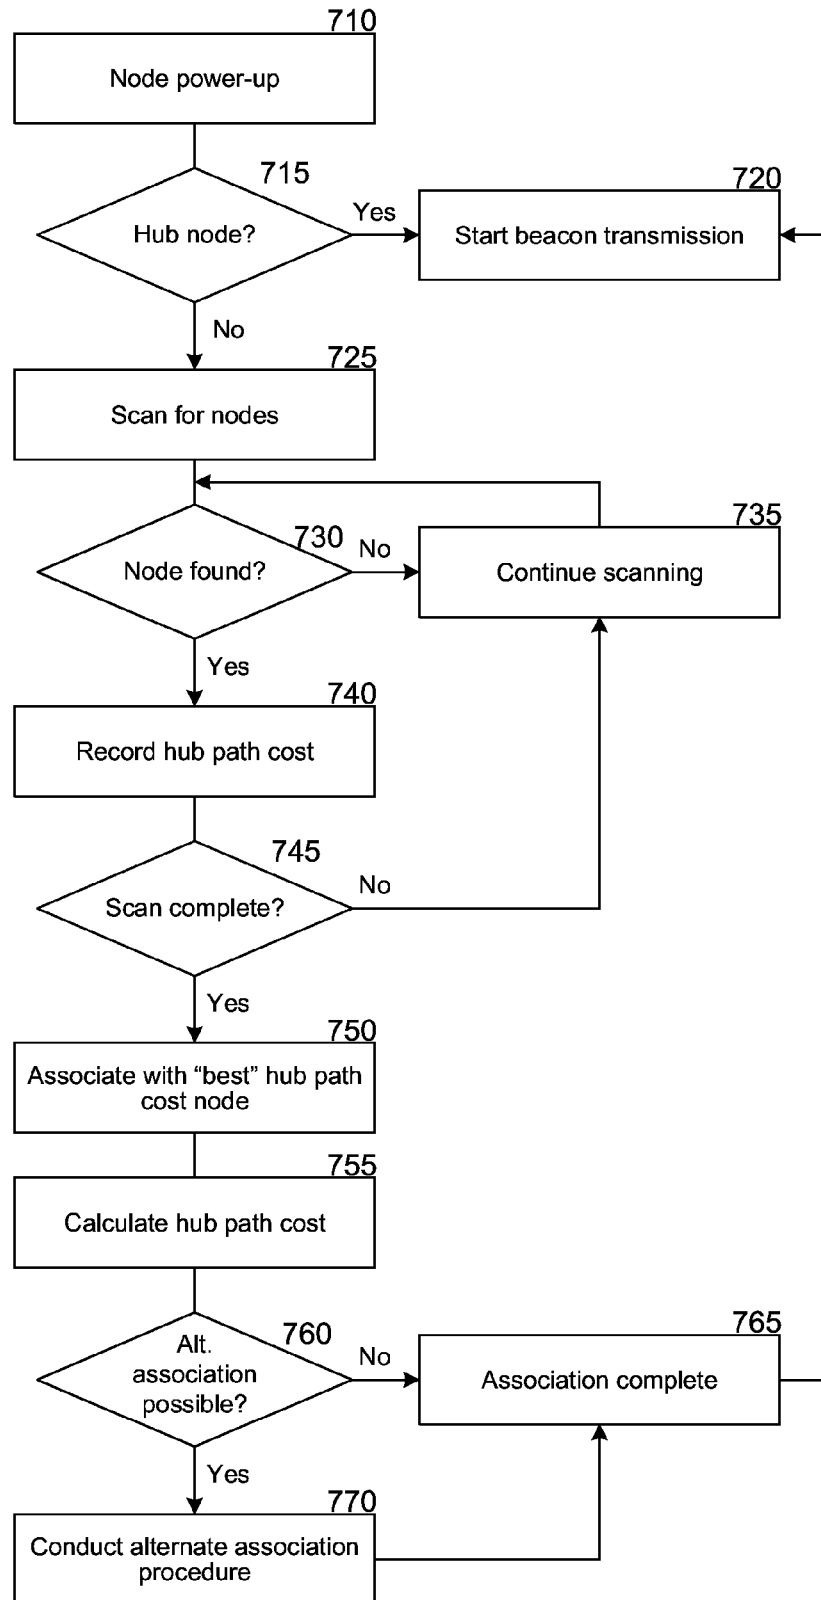 710
Node power-up
715
Hub node?
Yes
720
Start beacon transmission
No
725
Scan for nodes
730
Node found?
No
735
Continue scanning
Yes
740
Record hub path cost
745
Scan complete?
No
Yes
750
Associate with “best” hub path
cost node
755
Calculate hub path cost
760
Alt.
association
possible?
No
765
Association complete
Yes
770
Conduct alternate association
procedure